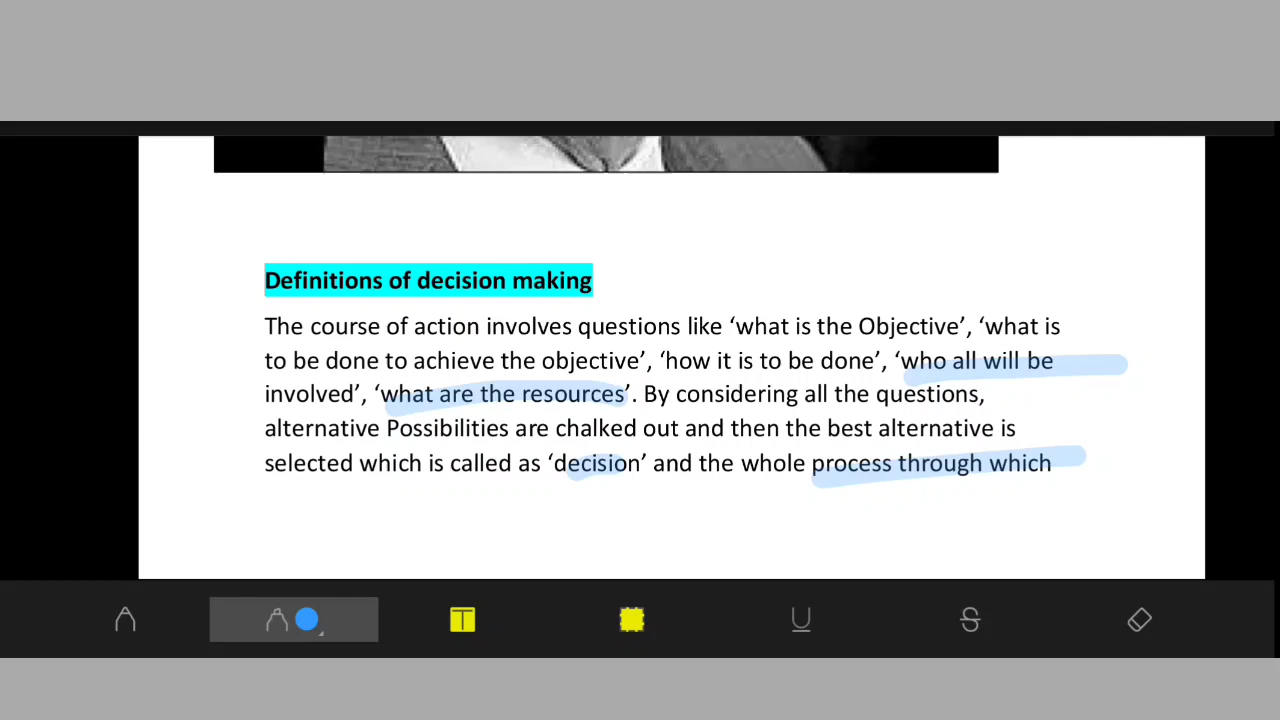 Definitions of decision making
The course of action involves questions like ‘what is the Objective’, ‘what is
to be done to achieve the objective’, ‘how it is to be done’, ‘who all will be
involved’, ‘what are the resources’. By considering all the questions,
alternative Possibilities are chalked out and then the best alternative is
selected which is called as ‘decision’ and the whole process through which